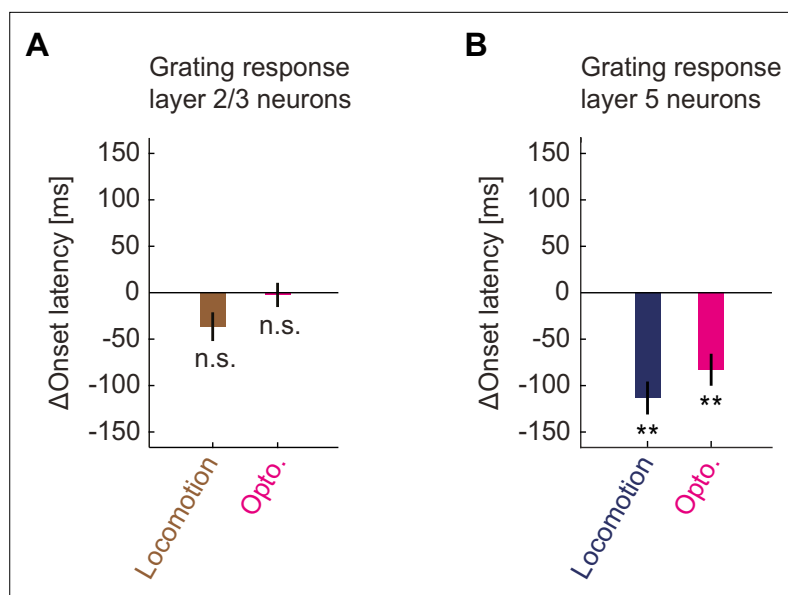 A
Grating response
layer 2/3 neurons
ΔOnset latency [ms]
150
100
50
0
-50
-100
-150
n.s.
n.s.
Locomotion
Opto.
B
Grating response
layer 5 neurons
ΔOnset latency [ms]
150
100
50
0
-50
-100
-150
**
**
Locomotion
Opto.